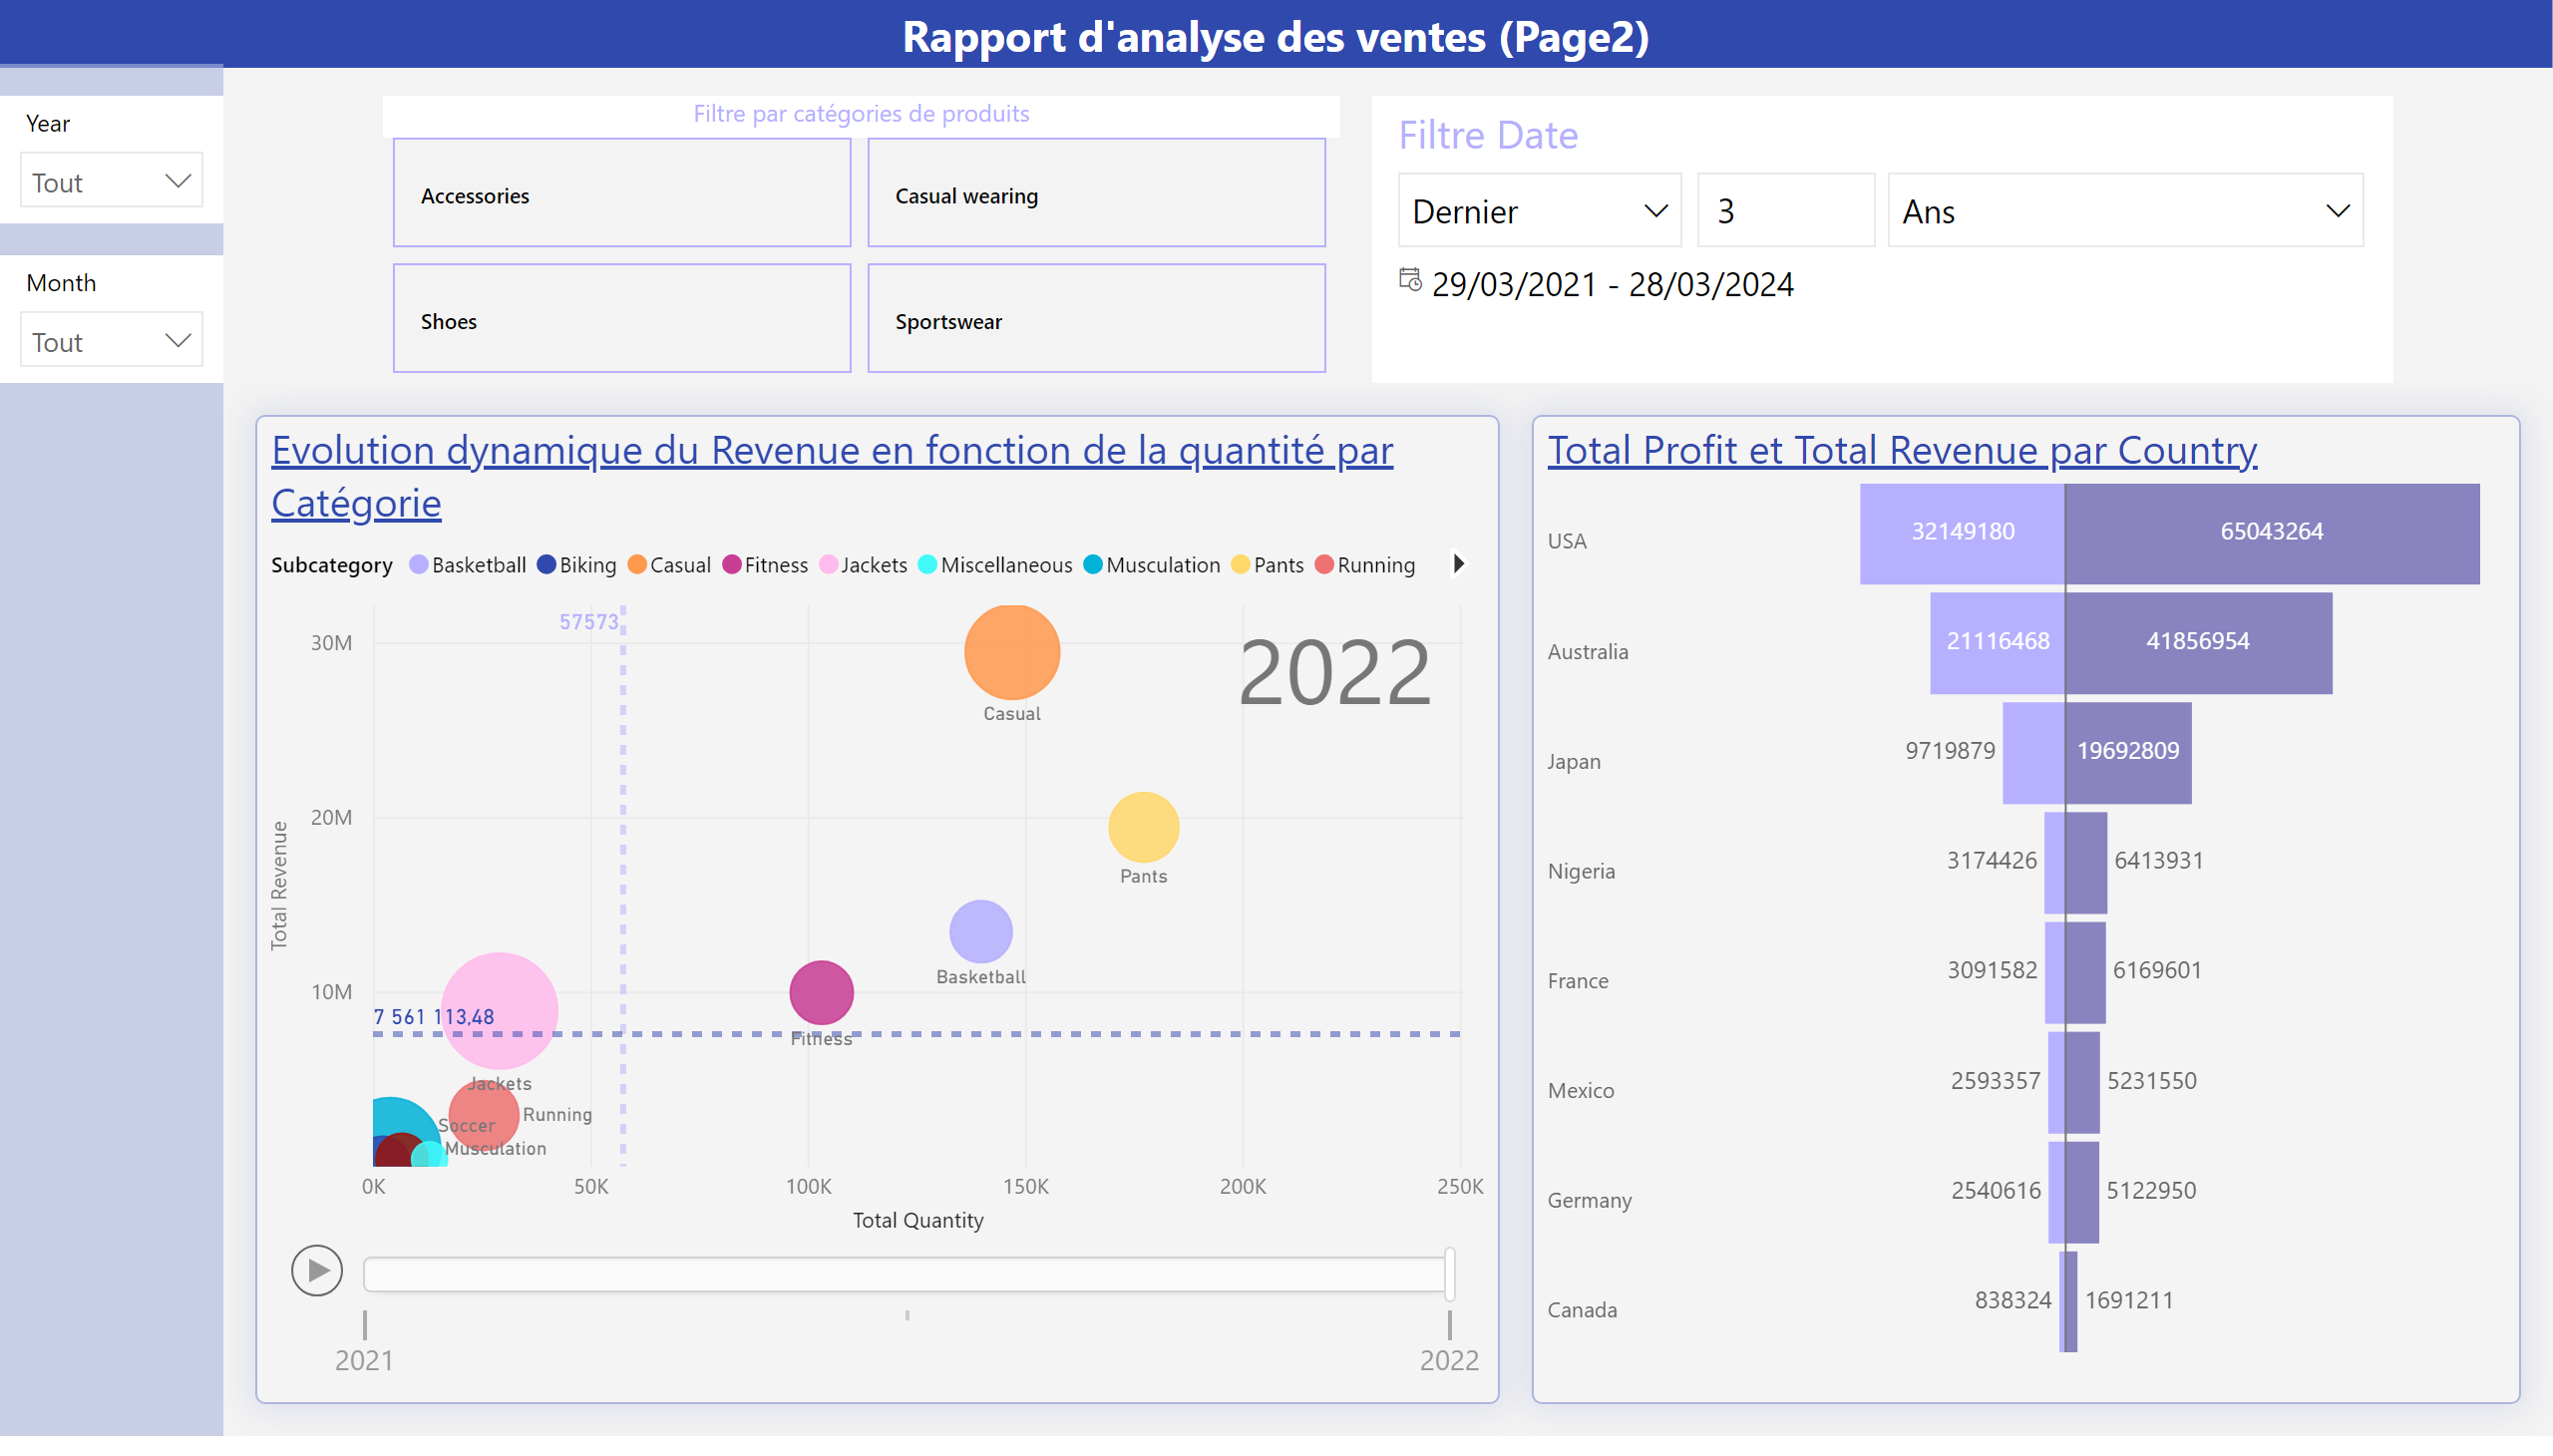 Rapport d'analyse des ventes (Page2)
Year
Tout
Month
Tout
Filtre par catégories de produits
Accessories
Casual wearing
Shoes
Sportswear
Filtre Date
Dernier
3
Ans
29/03/2021 - 28/03/2024
Evolution dynamique du Revenue en fonction de la quantité par
Catégorie
Subcategory Basketball Biking Casual Fitness Jackets Miscellaneous Musculation Pants Running
57573
30M
2022
Casual
20M
Pants
Basketball
10M
7 561 113,48
Fitness
Jackets
Running
Soccer
Musculation
Total Revenue
0K 50K 100K 150K 200K 250K
Total Quantity
2021 2022
Total Profit et Total Revenue par Country
USA 32149180 65043264
Australia 21116468 41856954
Japan 9719879 19692809
Nigeria 3174426 6413931
France 3091582 6169601
Mexico 2593357 5231550
Germany 2540616 5122950
Canada 838324 1691211